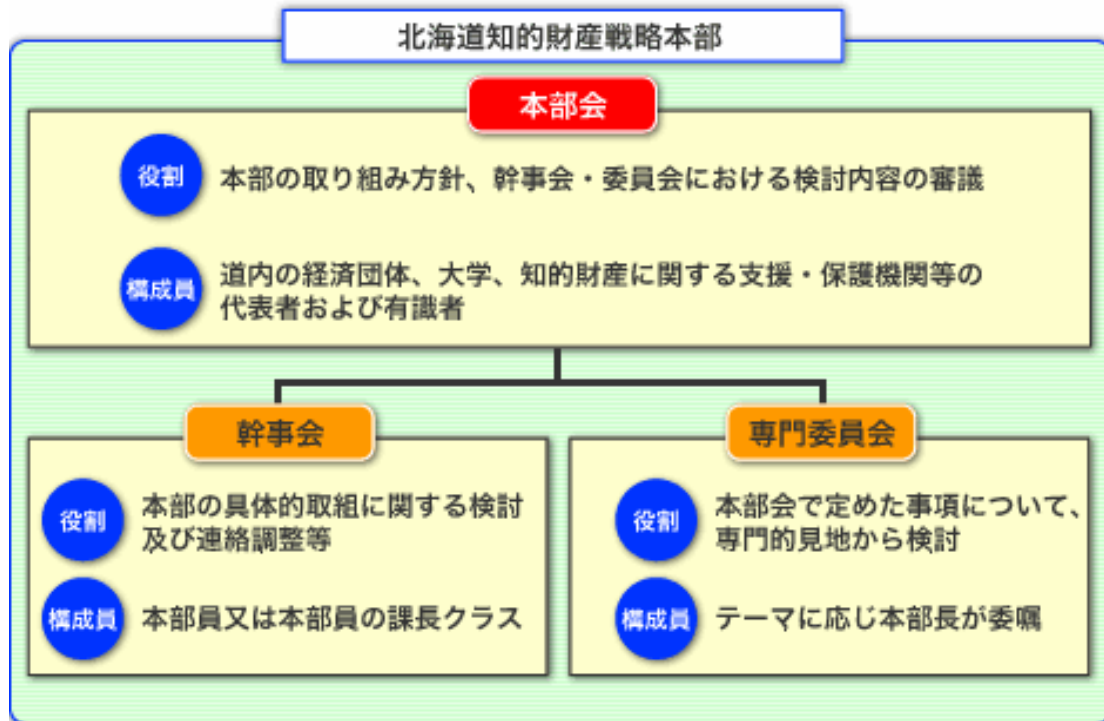 北海道知的財産戦略本部
本部会
役割
本部の取り組み方針、幹事会・委員会における検討内容の審議
構成員
道内の経済団体、大学、知的財産に関する支援・保護機関等の
代表者および有識者
幹事会
役割
本部の具体的取組に関する検討
及び連絡調整等
構成員
本部員又は本部員の課長クラス
専門委員会
役割
本部会で定めた事項について、
専門的見地から検討
構成員
テーマに応じ本部長が委嘱